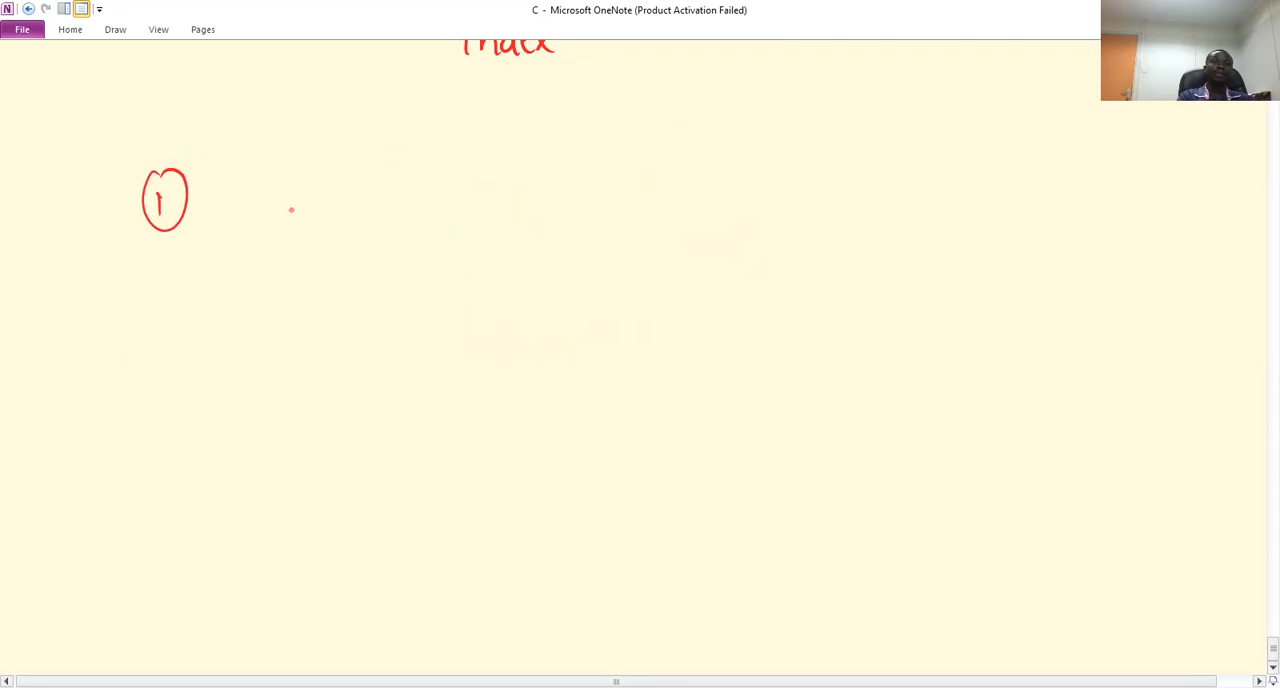 C - Microsoft OneNote (Product Activation Failed)
File Home Draw View Pages
1